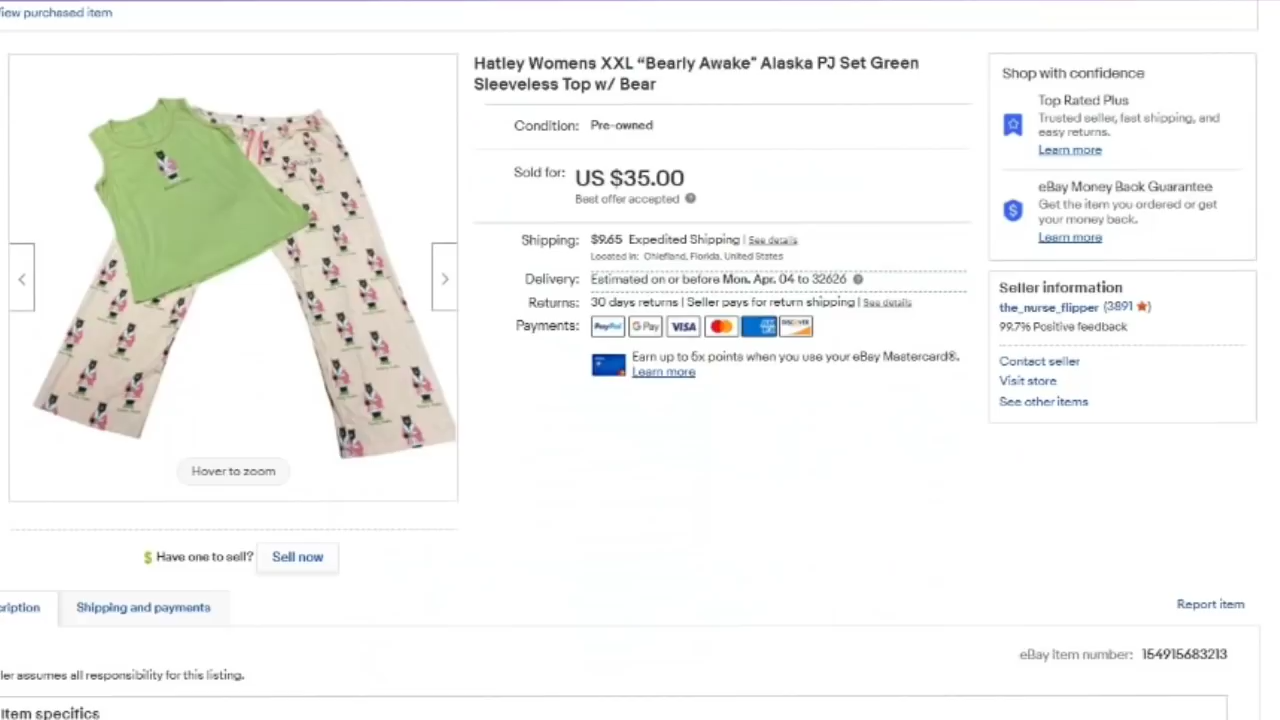 View purchased item
Hatley Womens XXL “Bearly Awake” Alaska PJ Set Green
Sleeveless Top w/ Bear
Condition: Pre-owned
Sold for: US $35.00
Best offer accepted
Shipping: $9.65 Expedited Shipping | See details
Located in: Chiefland, Florida, United States
Delivery: Estimated on or before Mon. Apr. 04 to 32626
Returns: 30 days returns | Seller pays for return shipping | See details
Payments: PayPal G Pay VISA DISCOVER
Earn up to 5x points when you use your eBay Mastercard®.
Learn more
Shop with confidence
Top Rated Plus
Trusted seller, fast shipping, and
easy returns.
Learn more
eBay Money Back Guarantee
Get the item you ordered or get
your money back.
Learn more
Seller information
the_nurse_flipper (3891)
99.7% Positive feedback
Contact seller
Visit store
See other items
Hover to zoom
$ Have one to sell? Sell now
cription
Shipping and payments
Report item
eBay item number: 154915683213
ler assumes all responsibility for this listing.
Item specifics